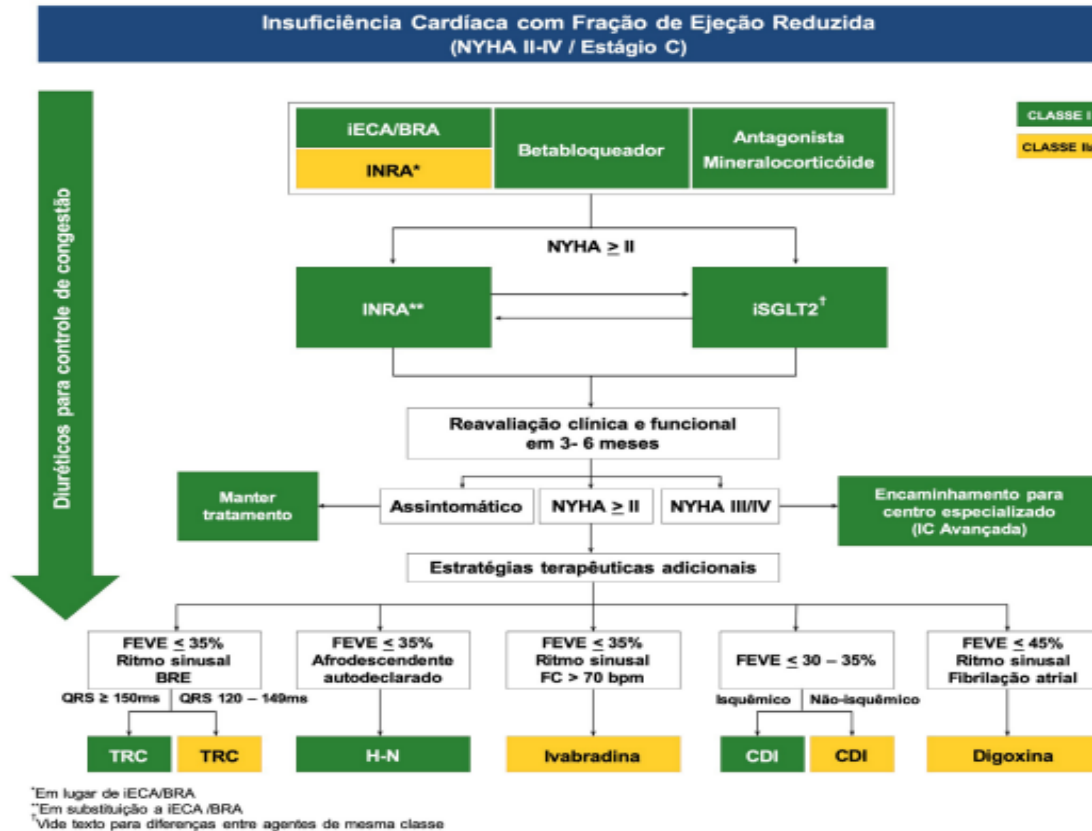 Insuficiência Cardíaca com Fração de Ejeção Reduzida
(NYHA II-IV / Estágio C)
CLASSE I
CLASSE IIa
Diuréticos para controle de congestão
iECA/BRA
INRA*
Betabloqueador
Antagonista
Mineralocorticóide
NYHA ≥ II
INRA**
iSGLT2†
Reavaliação clínica e funcional
em 3- 6 meses
Manter
tratamento
Assintomático
NYHA ≥ II
NYHA III/IV
Encaminhamento para
centro especializado
(IC Avançada)
Estratégias terapêuticas adicionais
FEVE ≤ 35%
Ritmo sinusal
BRE
QRS ≥ 150ms
QRS 120 – 149ms
TRC
TRC
FEVE ≤ 35%
Afrodescendente
autodeclarado
H-N
FEVE ≤ 35%
Ritmo sinusal
FC > 70 bpm
Ivabradina
FEVE ≤ 30 – 35%
Isquêmico
Não-isquêmico
CDI
CDI
FEVE ≤ 45%
Ritmo sinusal
Fibrilação atrial
Digoxina
*Em lugar de iECA/BRA
**Em substituição a iECA /BRA
†Vide texto para diferenças entre agentes de mesma classe